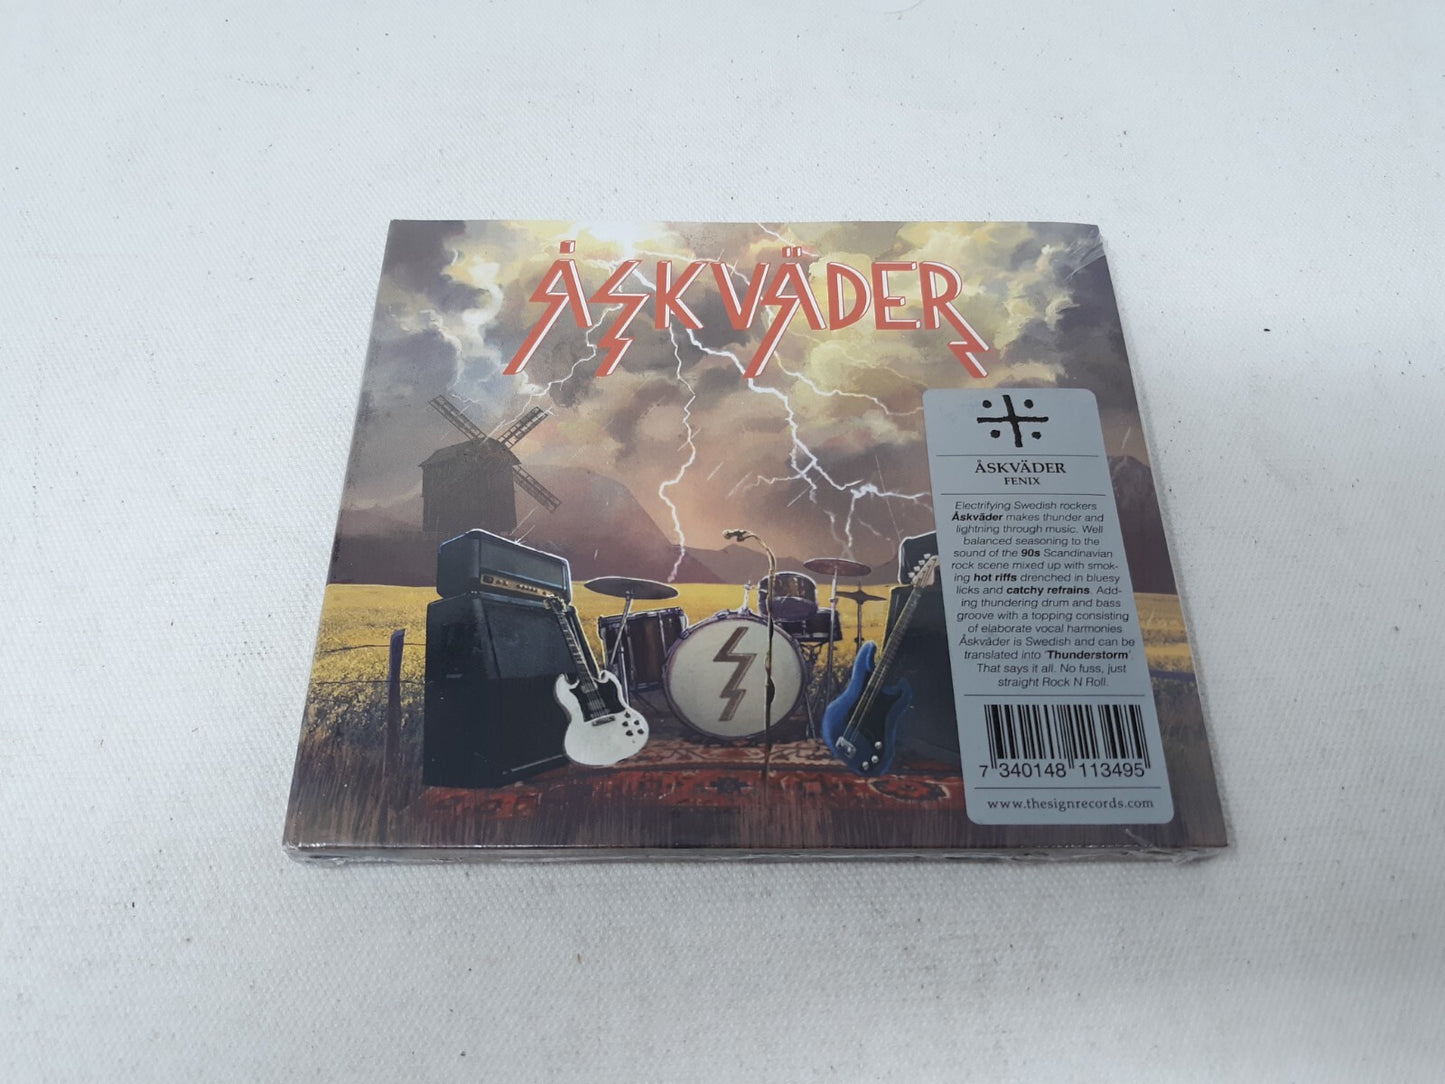 ÅSKVÄDER
ÅSKVÄDER
FENIX
Electrifying Swedish rockers
Åskväder makes thunder and
lightning through music. Well
balanced seasoning to the
sound of the 90s Scandinavian
rock scene mixed up with smok-
ing hot riffs drenched in bluesy
licks and catchy refrains. Add-
ing thundering drum and bass
groove with a topping consisting
of elaborate vocal harmonies
Åskväder is Swedish and can be
translated into 'Thunderstorm'
That says it all. No fuss, just
straight Rock N Roll.
7 340148 113495
www.thesignrecords.com